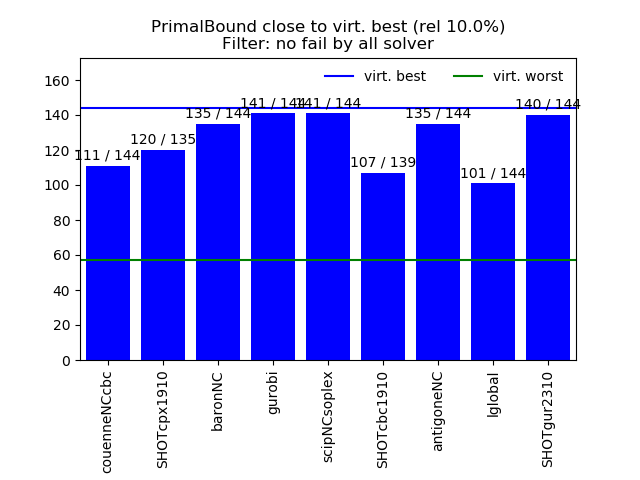 PrimalBound close to virt. best (rel 10.0%)
Filter: no fail by all solver
virt. best
virt. worst
160
140
120
100
80
60
40
20
0
111 / 144
120 / 135
135 / 144
141 / 144
141 / 144
107 / 139
135 / 144
101 / 144
140 / 144
couenneNCcbc
SHOTcpx1910
baronNC
gurobi
scipNCsoplex
SHOTcbc1910
antigoneNC
lglobal
SHOTgur2310